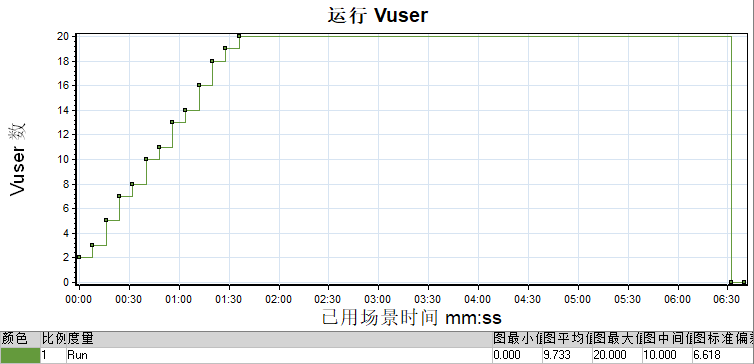 运行 Vuser
20
18
16
14
12
10
8
6
4
2
0
Vuser 数
00:00 00:30 01:00 01:30 02:00 02:30 03:00 03:30 04:00 04:30 05:00 05:30 06:00 06:30
已用场景时间 mm:ss
颜色 比例 度量 图最小值 图平均值 图最大值 图中间值 图标准偏差
1 Run 0.000 9.733 20.000 10.000 6.618